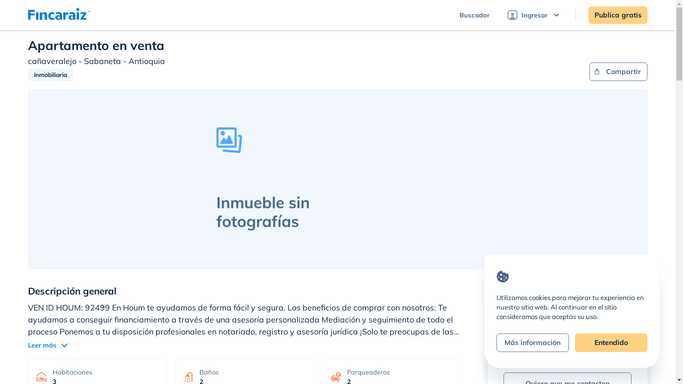 Fincaraiz
Buscador
Ingresar
Publica gratis
Apartamento en venta
cañaveralejo - Sabaneta - Antioquia
Inmobiliaria
Compartir
Inmueble sin
fotografías
Descripción general
VEN ID HOUM: 92499 En Houm te ayudamos de forma fácil y segura. Los beneficios de comprar con nosotros: Te
ayudamos a conseguir financiamiento a través de una asesoría personalizada Mediación y seguimiento de todo el
proceso Ponemos a tu disposición profesionales en notariado, registro y asesoría jurídica ¡Solo te preocupas de las...
Leer más
Habitaciones
3
Baños
2
Parqueaderos
2
Utilizamos cookies para mejorar tu experiencia en
nuestro sitio web. Al continuar en el sitio
consideramos que aceptas su uso.
Más información
Entendido
Quiero que me contacten